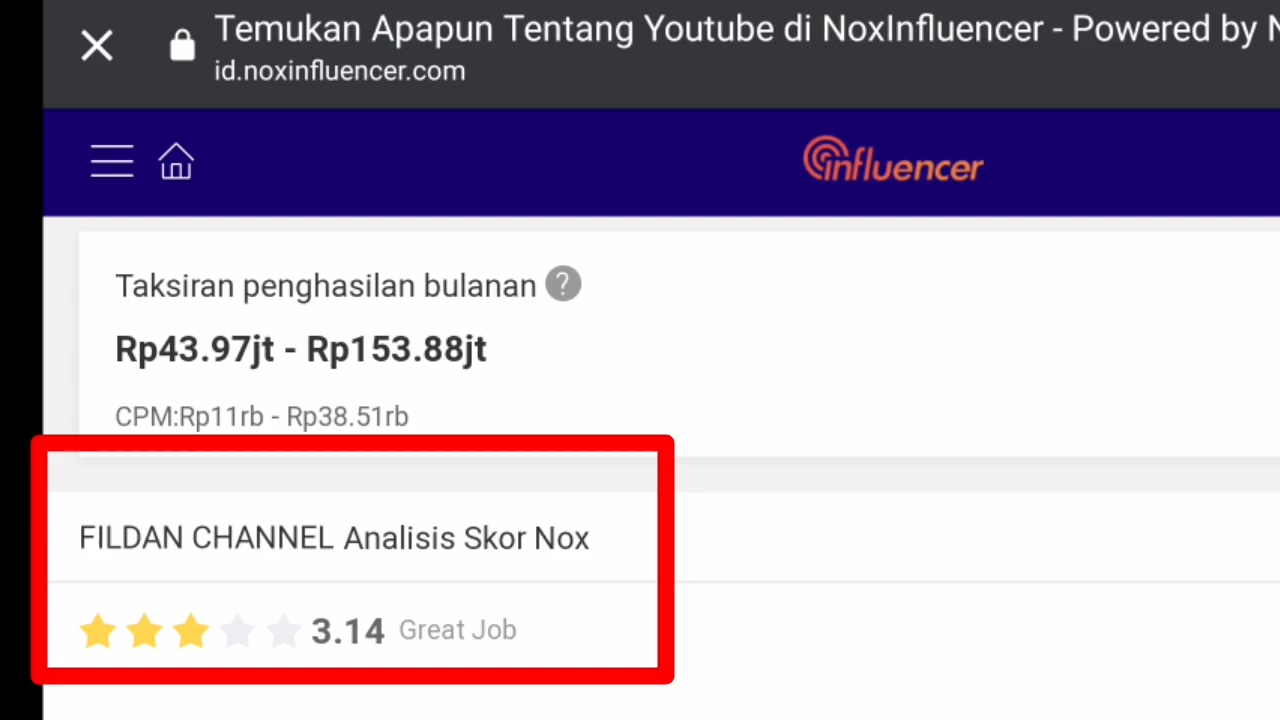 Temukan Apapun Tentang Youtube di NoxInfluencer - Powered by
id.noxinfluencer.com
influencer
Taksiran penghasilan bulanan ?
Rp43.97jt - Rp153.88jt
CPM:Rp11rb - Rp38.51rb
FILDAN CHANNEL Analisis Skor Nox
3.14 Great Job